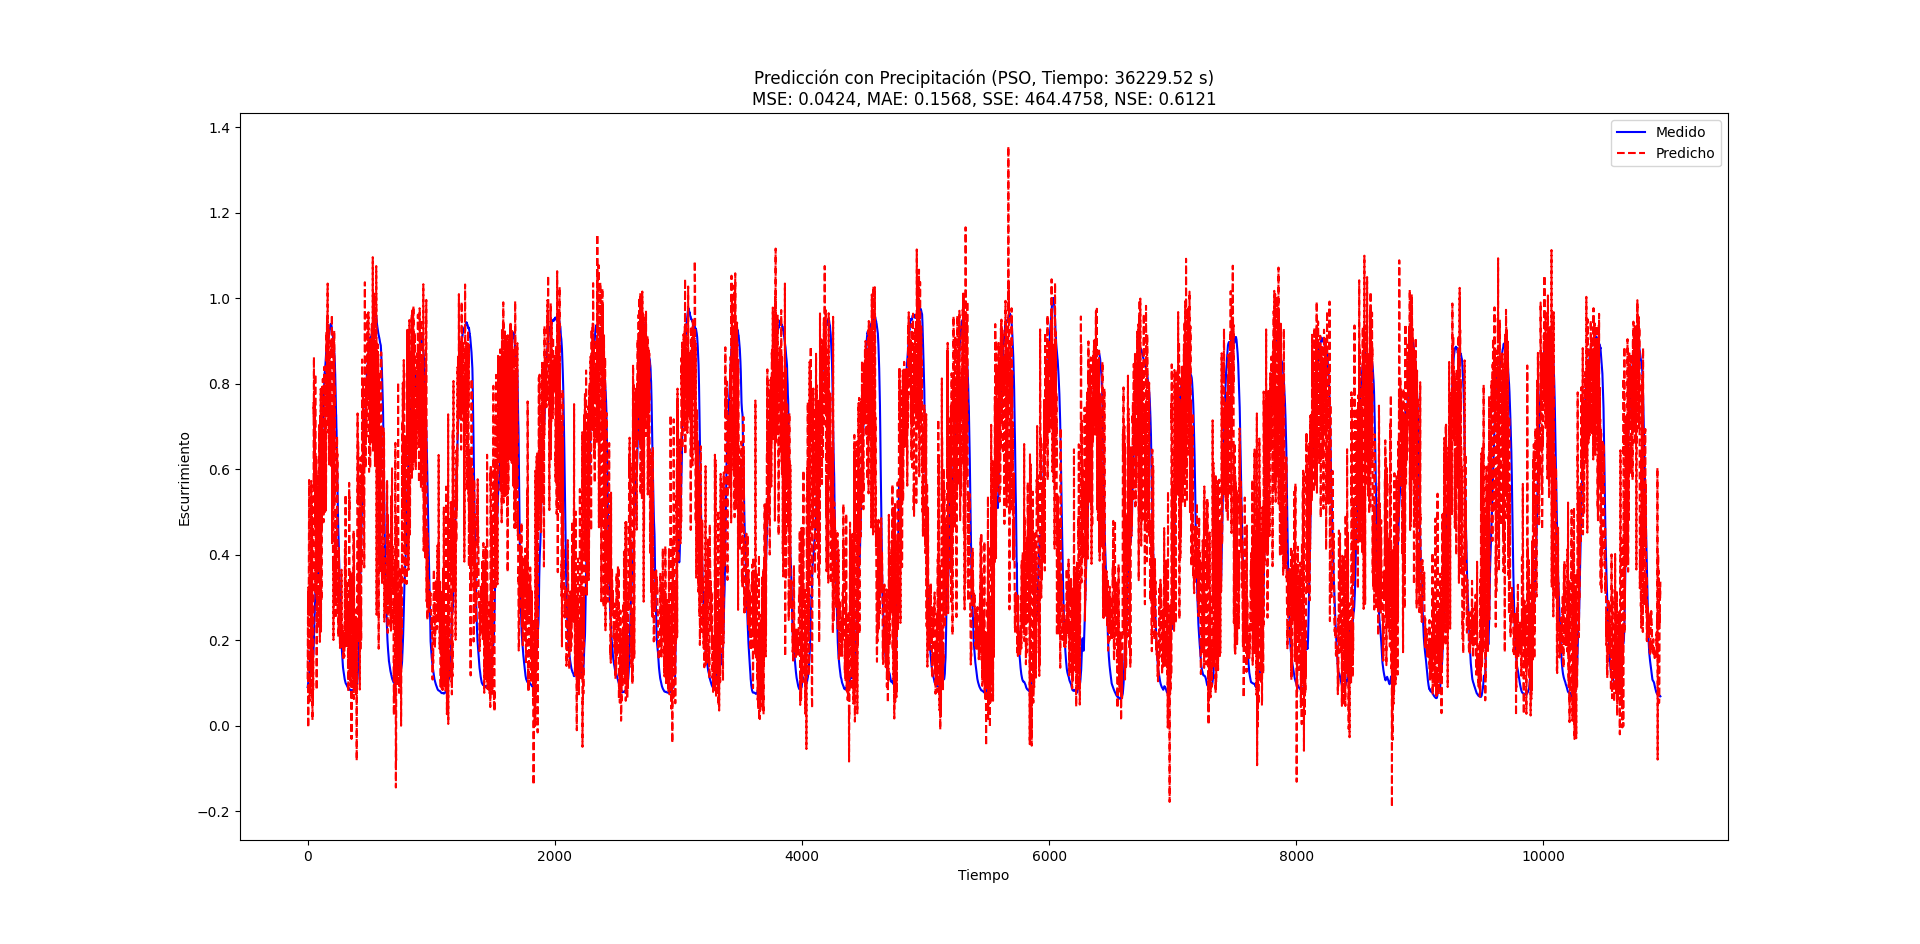 Predicción con Precipitación (PSO, Tiempo: 36229.52 s)
MSE: 0.0424, MAE: 0.1568, SSE: 464.4758, NSE: 0.6121
Medido
Predicho
Escurrimiento
1.4
1.2
1.0
0.8
0.6
0.4
0.2
0.0
−0.2
0
2000
4000
6000
8000
10000
Tiempo